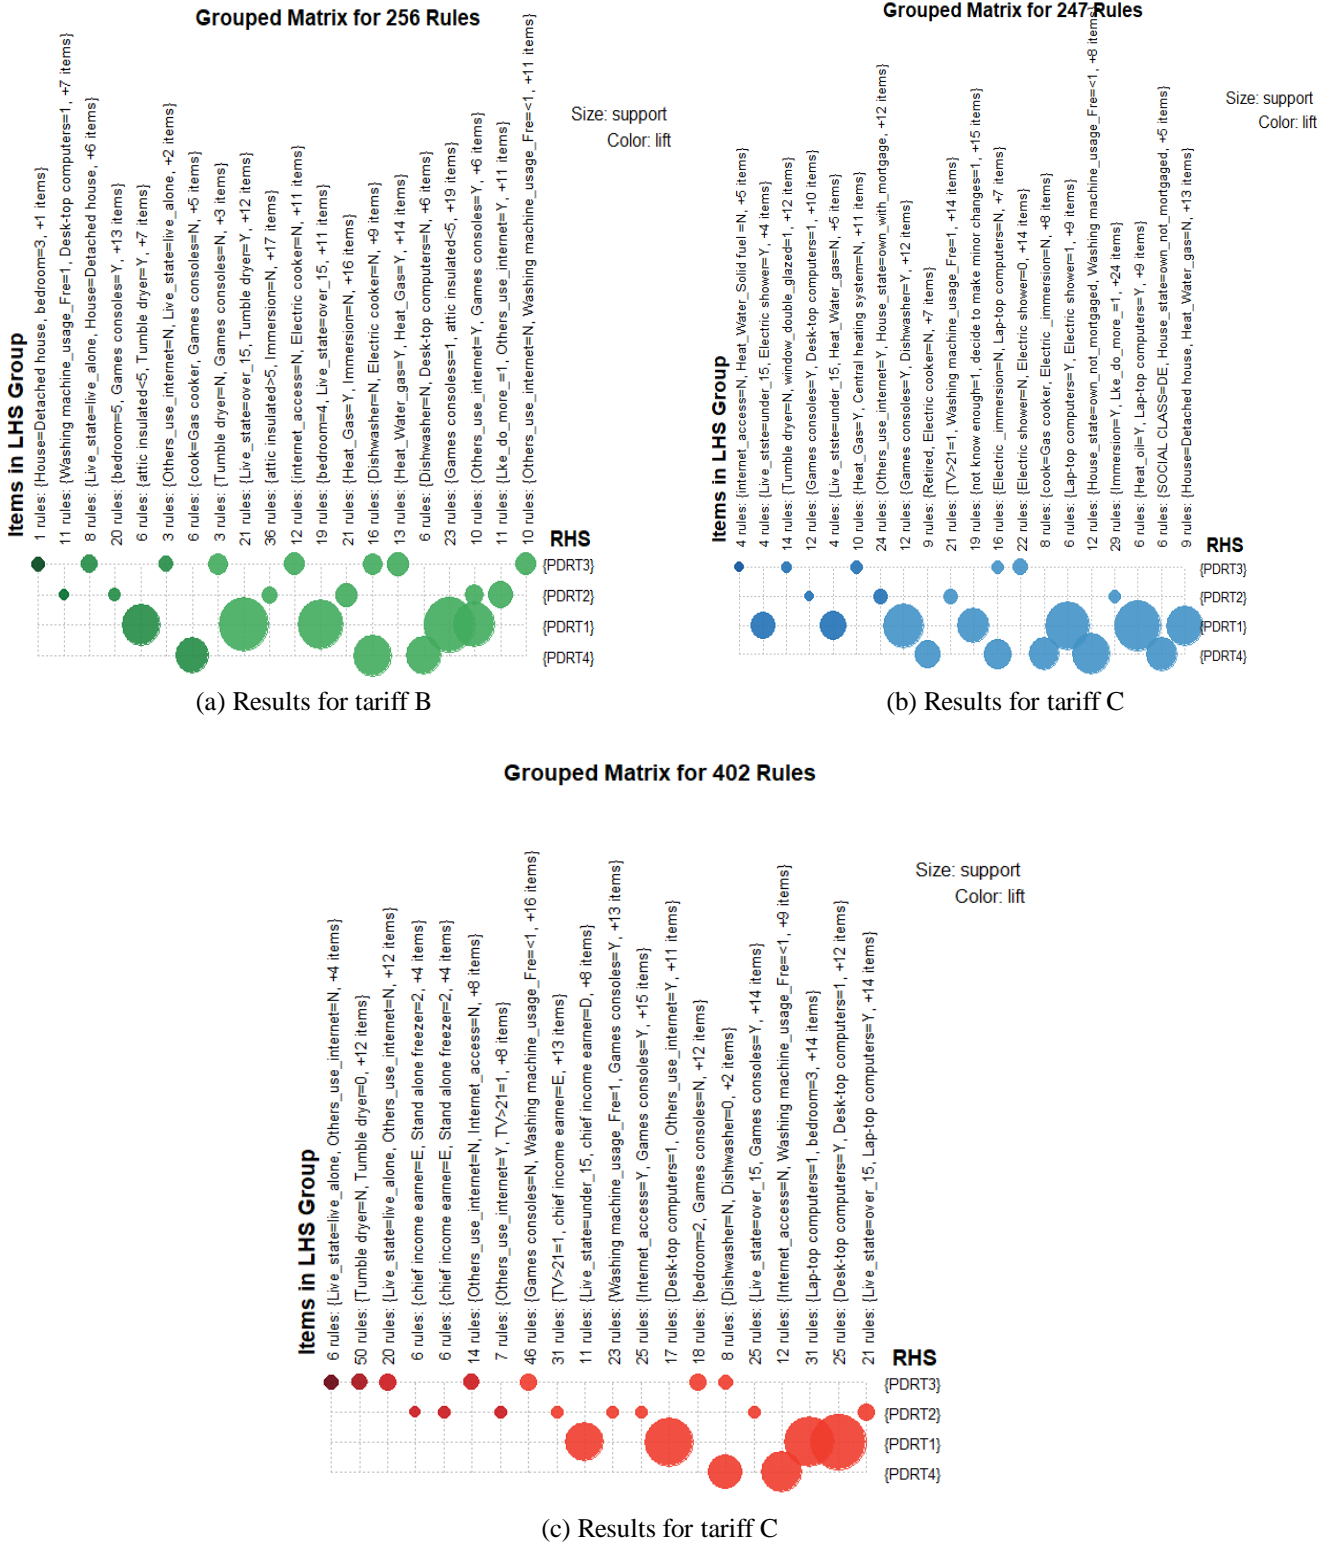 Grouped Matrix for 256 Rules
Size: support
Color: lift
Items in LHS Group
1 rules: {House=Detached house, bedroom=3, +1 items}
11 rules: {Washing machine_usage_Fre=1, Desk-top computers=1, +7 items}
8 rules: {Live_state=live_alone, House=Detached house, +6 items}
20 rules: {bedroom=5, Games consoles=Y, +13 items}
6 rules: {attic insulated<5, Tumble dryer=Y, +7 items}
3 rules: {Others_use_internet=N, Live_state=live_alone, +2 items}
6 rules: {cook=Gas cooker, Games consoles=N, +5 items}
3 rules: {Tumble dryer=N, Games consoles=N, +3 items}
21 rules: {Live_state=over_15, Tumble dryer=Y, +12 items}
36 rules: {attic insulated>5, Immersion=N, +17 items}
12 rules: {internet_access=N, Electric cooker=N, +11 items}
19 rules: {bedroom=4, Live_state=over_15, +11 items}
21 rules: {Heat_Gas=Y, Immersion=N, +16 items}
16 rules: {Dishwasher=N, Electric cooker=N, +9 items}
13 rules: {Heat_Water_gas=Y, Heat_Gas=Y, +14 items}
6 rules: {Dishwasher=N, Desk-top computers=N, +6 items}
23 rules: {Games consoless=1, attic insulated<5, +19 items}
10 rules: {Others_use_internet=Y, Games consoles=Y, +6 items}
11 rules: {Lke_do_more_=1, Others_use_internet=Y, +11 items}
10 rules: {Others_use_internet=N, Washing machine_usage_Fre=<1, +11 items}
RHS
{PDRT3}
{PDRT2}
{PDRT1}
{PDRT4}
(a) Results for tariff B
Grouped Matrix for 247 Rules
Size: support
Color: lift
Items in LHS Group
4 rules: {internet_access=N, Heat_Water_Solid fuel =N, +5 items}
4 rules: {Live_stste=under_15, Electric shower=Y, +4 items}
14 rules: {Tumble dryer=N, window_double_glazed=1, +12 items}
12 rules: {Games consoles=Y, Desk-top computers=1, +10 items}
4 rules: {Live_stste=under_15, Heat_Water_gas=N, +5 items}
10 rules: {Heat_Gas=Y, Central heating system=N, +11 items}
24 rules: {Others_use_internet=Y, House_state=own_with_mortgage, +12 items}
12 rules: {Games consoles=Y, Dishwasher=Y, +12 items}
9 rules: {Retired, Electric cooker=N, +7 items}
21 rules: {TV>21=1, Washing machine_usage_Fre=1, +14 items}
19 rules: {not know enough=1, decide to make minor changes=1, +15 items}
16 rules: {Electric _immersion=N, Lap-top computers=N, +7 items}
22 rules: {Electric shower=N, Electric shower=0, +14 items}
8 rules: {cook=Gas cooker, Electric _immersion=N, +8 items}
6 rules: {Lap-top computers=Y, Electric shower=1, +9 items}
12 rules: {House_state=own_not_mortgaged, Washing machine_usage_Fre=<1, +8 items}
29 rules: {Immersion=Y, Lke_do_more_=1, +24 items}
6 rules: {Heat_oil=Y, Lap-top computers=Y, +9 items}
6 rules: {SOCIAL CLASS=DE, House_state=own_not_mortgaged, +5 items}
9 rules: {House=Detached house, Heat_Water_gas=N, +13 items}
RHS
{PDRT3}
{PDRT2}
{PDRT1}
{PDRT4}
(b) Results for tariff C
Grouped Matrix for 402 Rules
Size: support
Color: lift
Items in LHS Group
6 rules: {Live_state=live_alone, Others_use_internet=N, +4 items}
50 rules: {Tumble dryer=N, Tumble dryer=0, +12 items}
20 rules: {Live_state=live_alone, Others_use_internet=N, +12 items}
6 rules: {chief income earner=E, Stand alone freezer=2, +4 items}
6 rules: {chief income earner=E, Stand alone freezer=2, +4 items}
14 rules: {Others_use_internet=N, Internet_access=N, +8 items}
7 rules: {Others_use_internet=Y, TV>21=1, +8 items}
46 rules: {Games consoles=N, Washing machine_usage_Fre=<1, +16 items}
31 rules: {TV>21=1, chief income earner=E, +13 items}
11 rules: {Live_state=under_15, chief income earner=D, +8 items}
23 rules: {Washing machine_usage_Fre=1, Games consoles=Y, +13 items}
25 rules: {Internet_access=Y, Games consoles=Y, +15 items}
17 rules: {Desk-top computers=1, Others_use_internet=Y, +11 items}
18 rules: {bedroom=2, Games consoles=N, +12 items}
8 rules: {Dishwasher=N, Dishwasher=0, +2 items}
25 rules: {Live_state=over_15, Games consoles=Y, +14 items}
12 rules: {Internet_access=N, Washing machine_usage_Fre=<1, +9 items}
31 rules: {Lap-top computers=1, bedroom=3, +14 items}
25 rules: {Desk-top computers=Y, Desk-top computers=1, +12 items}
21 rules: {Live_state=over_15, Lap-top computers=Y, +14 items}
RHS
{PDRT3}
{PDRT2}
{PDRT1}
{PDRT4}
(c) Results for tariff C